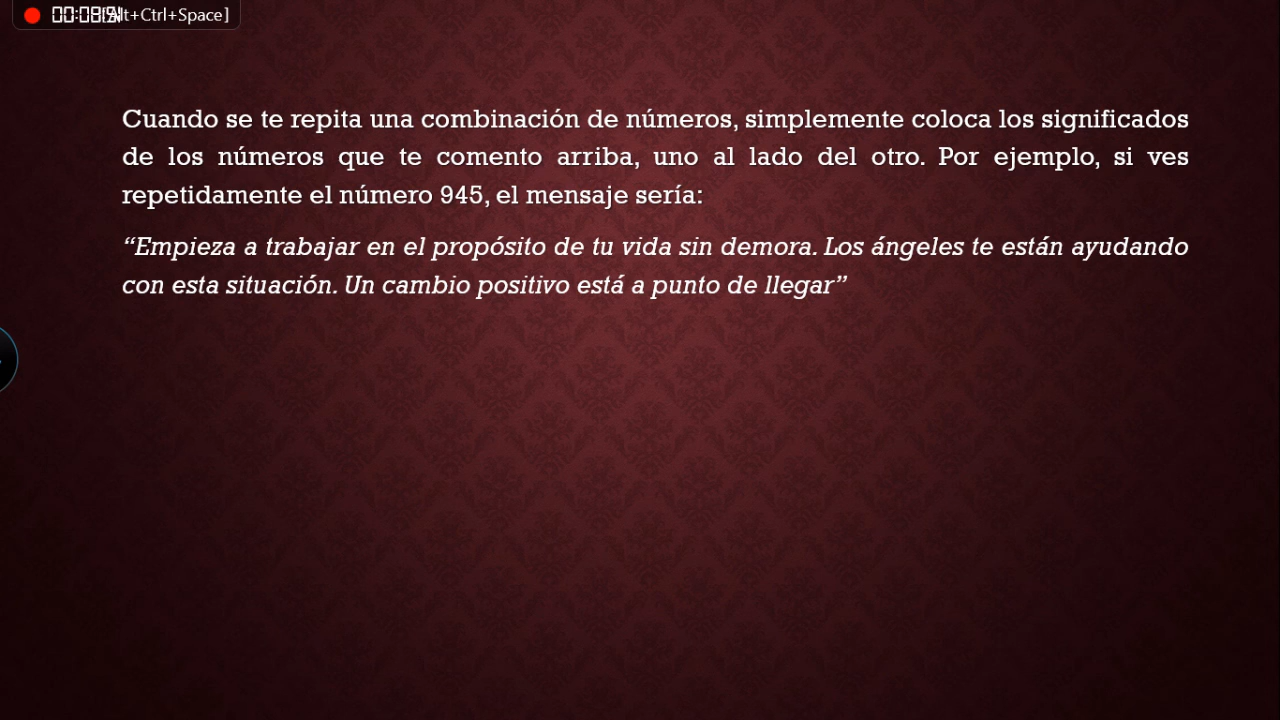 Alt+Ctrl+Space]
Cuando se te repita una combinación de números, simplemente coloca los significados
de los números que te comento arriba, uno al lado del otro. Por ejemplo, si ves
repetidamente el número 945, el mensaje sería:
“Empieza a trabajar en el propósito de tu vida sin demora. Los ángeles te están ayudando
con esta situación. Un cambio positivo está a punto de llegar”